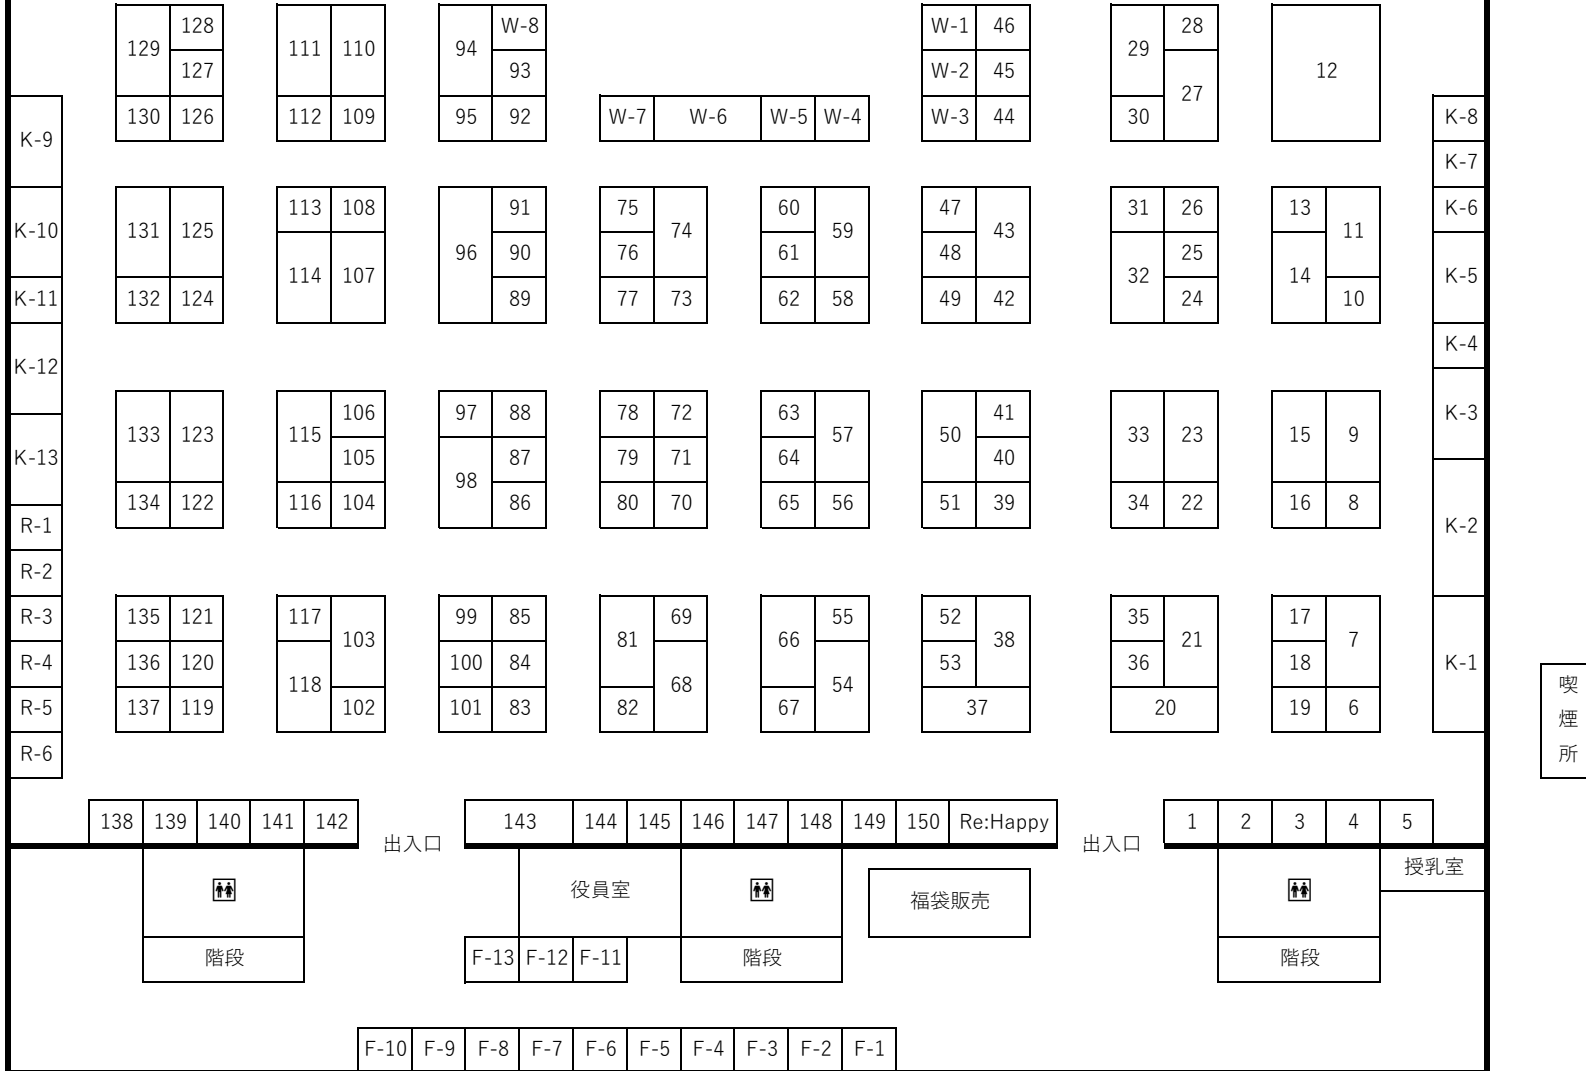 128 W-8 W-1 46 28
129 111 110 94 29
127 93 W-2 45 12
27
130 126 112 109 95 92 W-7 W-6 W-5 W-4 W-3 44 30 K-8
K-9
K-7
113 108 91 75 60 47 31 26 13 K-6
K-10 131 125 74 59 43 11
96 90 76 61 48 25
114 107 32 14 K-5
K-11 132 124 89 77 73 62 58 49 42 24 10
K-4
K-12
106 97 88 78 72 63 41 K-3
133 123 115 57 50 33 23 15 9
K-13 105 87 79 71 64 40
98
134 122 116 104 86 80 70 65 56 51 39 34 22 16 8
R-1 K-2
R-2
R-3 135 121 117 99 85 69 55 52 35 17
103 81 66 38 21 7
R-4 136 120 100 84 53 36 18 K-1
118 68 54
R-5 137 119 102 101 83 82 67 37 20 19 6
R-6
喫
煙
所
138 139 140 141 142 143 144 145 146 147 148 149 150 Re:Happy 1 2 3 4 5
出入口 出入口
授乳室
役員室 福袋販売
階段 F-13 F-12 F-11 階段 階段
F-10 F-9 F-8 F-7 F-6 F-5 F-4 F-3 F-2 F-1